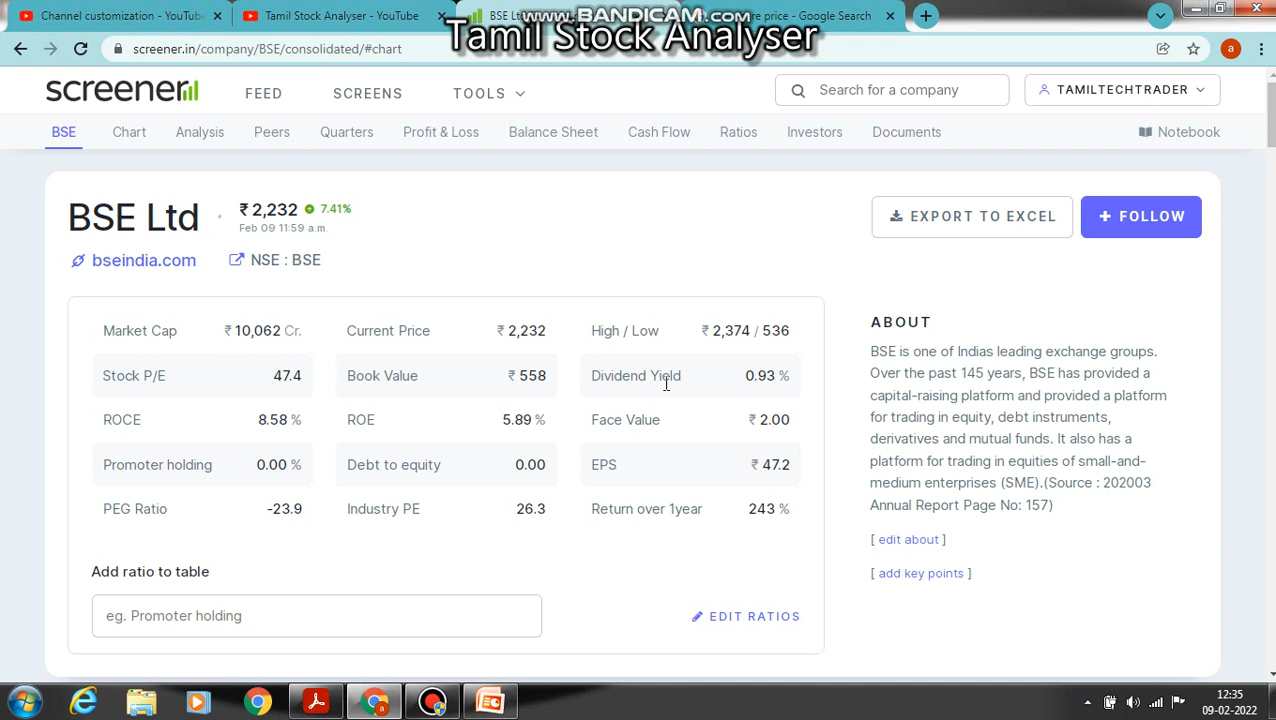 Channel customization - YouTu
Tamil Stock Analyser - YouTube
BSE Lt
re price - Google Search
www.BANDICAM.com
Tamil Stock Analyser
screener.in/company/BSE/consolidated/#chart
a
screener
FEED
SCREENS
TOOLS
Search for a company
TAMILTECHTRADER
BSE
Chart
Analysis
Peers
Quarters
Profit & Loss
Balance Sheet
Cash Flow
Ratios
Investors
Documents
Notebook
BSE Ltd
₹ 2,232 7.41%
Feb 09 11:59 a.m.
EXPORT TO EXCEL
+ FOLLOW
bseindia.com
NSE : BSE
Market Cap ₹ 10,062 Cr.
Current Price ₹ 2,232
High / Low ₹ 2,374 / 536
Stock P/E 47.4
Book Value ₹ 558
Dividend Yield 0.93 %
ROCE 8.58 %
ROE 5.89 %
Face Value ₹ 2.00
Promoter holding 0.00 %
Debt to equity 0.00
EPS ₹ 47.2
PEG Ratio -23.9
Industry PE 26.3
Return over 1year 243 %
Add ratio to table
eg. Promoter holding
EDIT RATIOS
ABOUT
BSE is one of Indias leading exchange groups.
Over the past 145 years, BSE has provided a
capital-raising platform and provided a platform
for trading in equity, debt instruments,
derivatives and mutual funds. It also has a
platform for trading in equities of small-and-
medium enterprises (SME).(Source : 202003
Annual Report Page No: 157)
[ edit about ]
[ add key points ]
12:35
09-02-2022